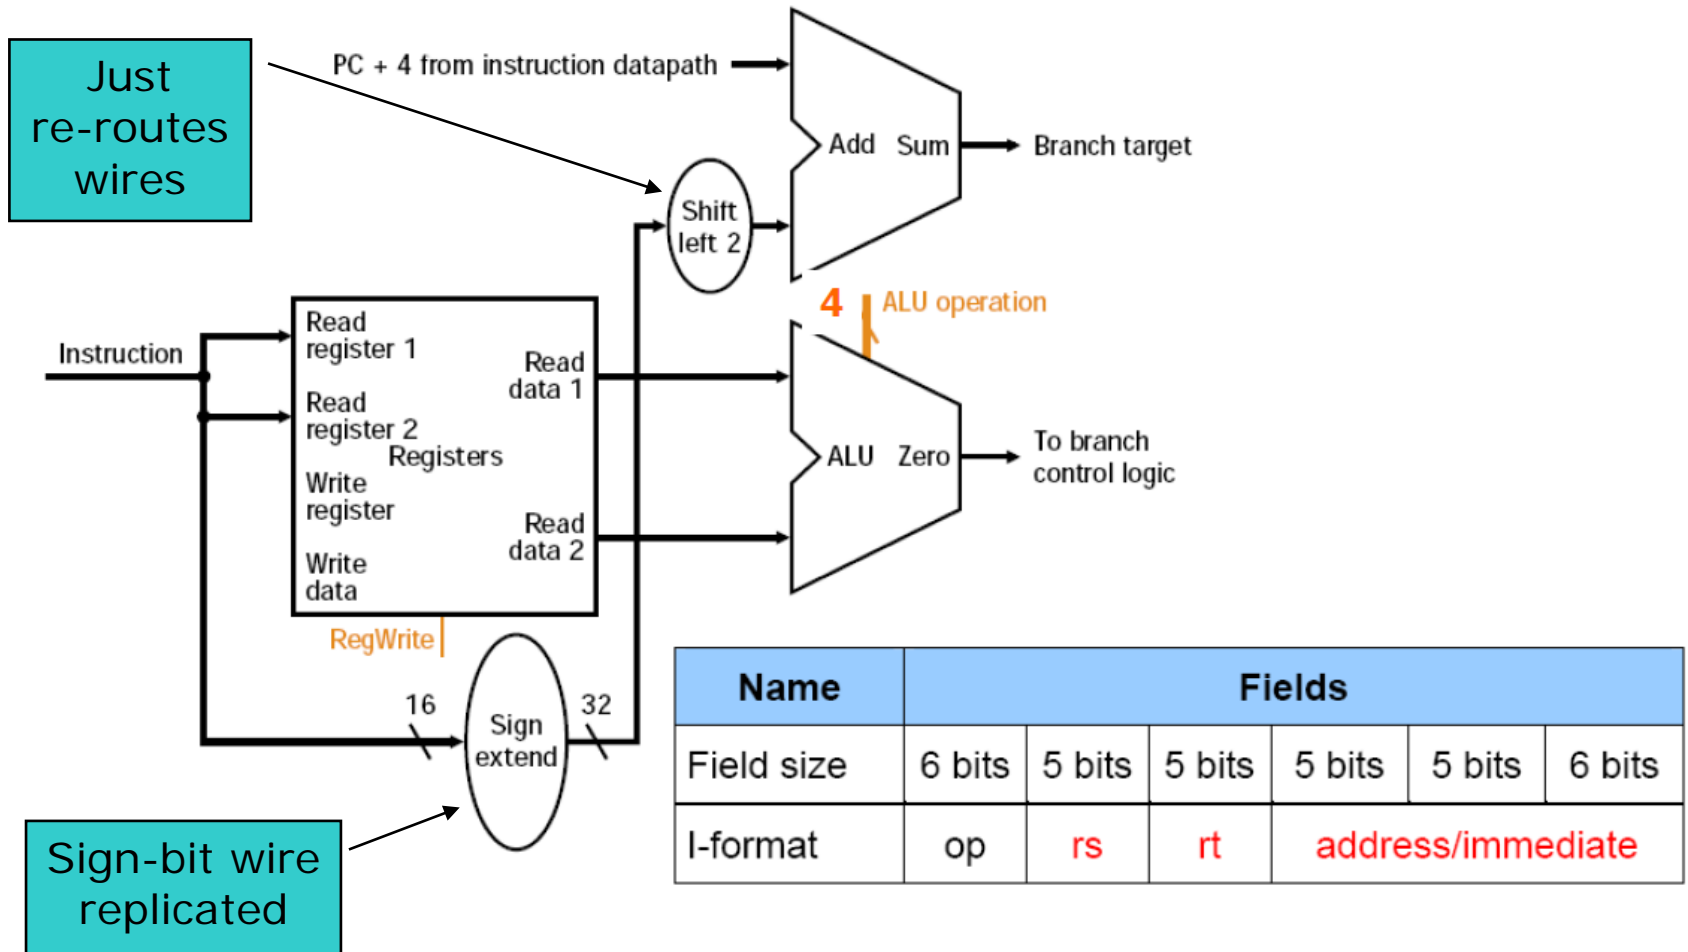 Just
re-routes
wires
PC + 4 from instruction datapath
Add Sum
Branch target
Shift
left 2
4 ALU operation
Instruction
Read
register 1
Read
register 2
Registers
Write
register
Write
data
Read
data 1
Read
data 2
RegWrite
ALU Zero
To branch
control logic
16
Sign
extend
32
Sign-bit wire
replicated
Name Fields
Field size 6 bits 5 bits 5 bits 5 bits 5 bits 6 bits
I-format op rs rt address/immediate